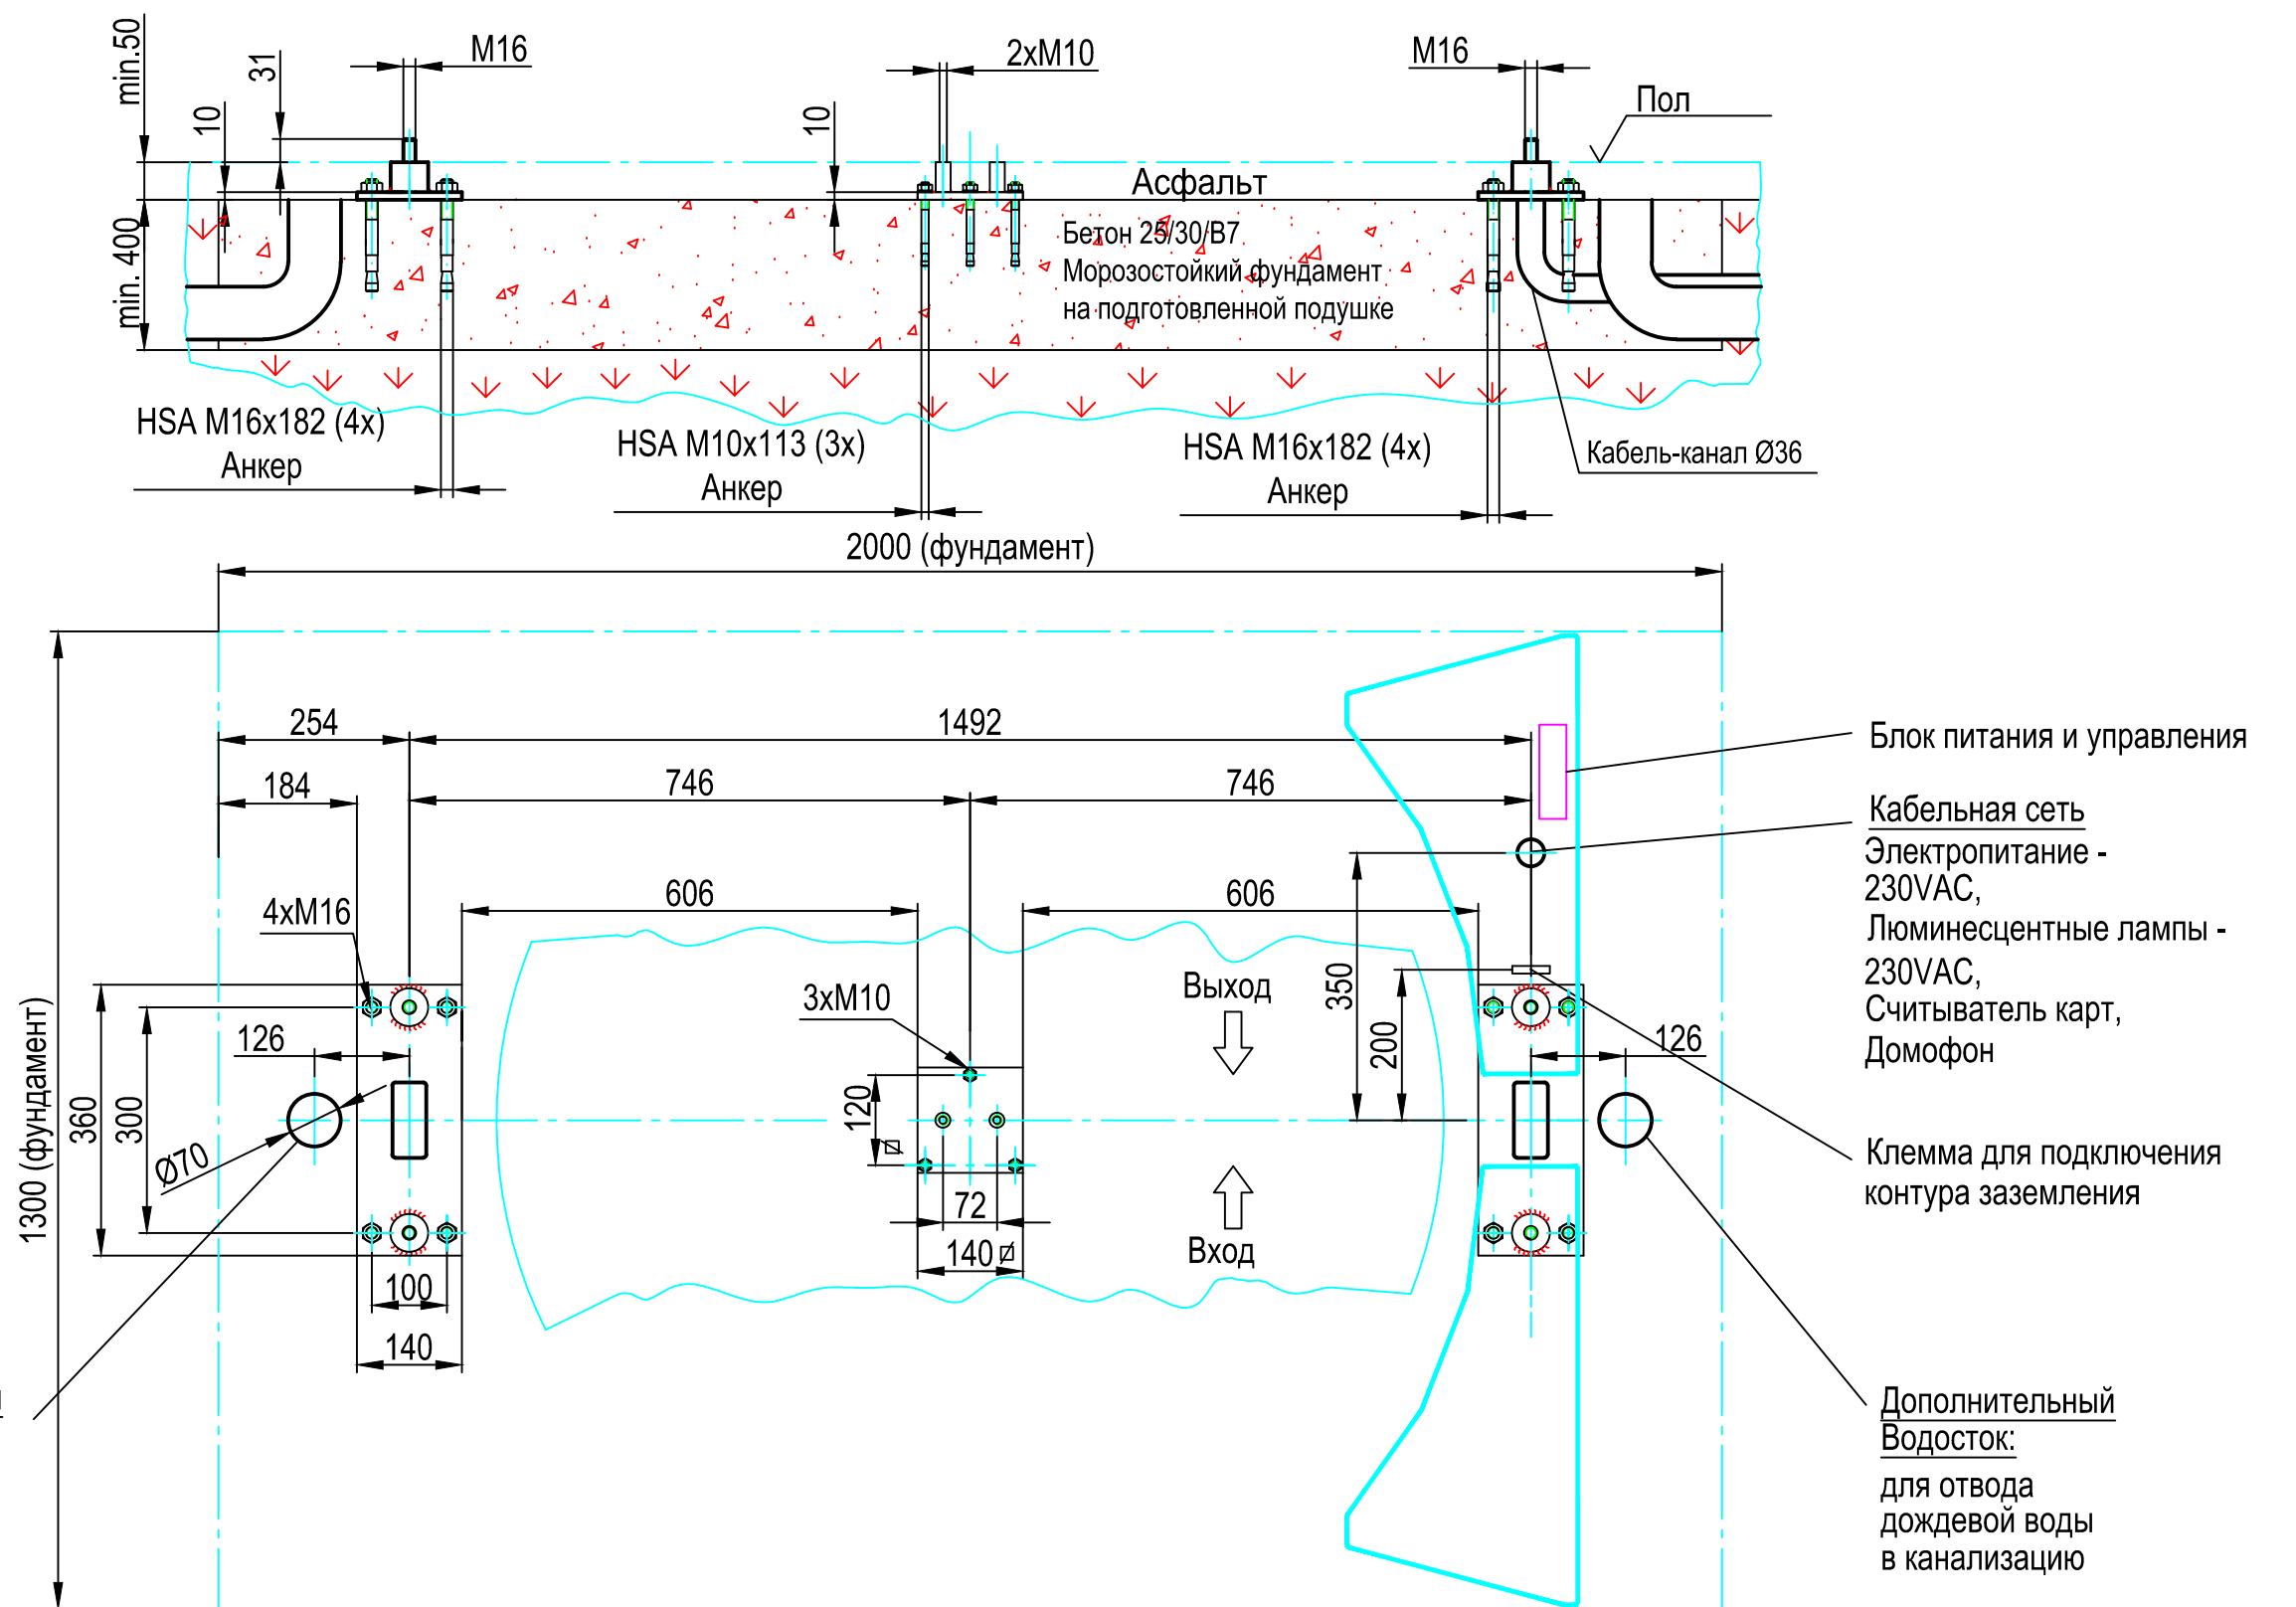 min.50
31
M16
2xM10
M16
10
10
Пол
Асфальт
min. 400
Бетон 25/30/B7
Морозостойкий фундамент
на подготовленной подушке
HSA M16x182 (4x)
Анкер
HSA M10x113 (3x)
Анкер
HSA M16x182 (4x)
Анкер
Кабель-канал Ø36
2000 (фундамент)
254
1492
Блок питания и управления
184
746
746
Кабельная сеть
Электропитание -
230VAC,
Люминесцентные лампы -
230VAC,
Считыватель карт,
Домофон
606
606
4xM16
3xM10
Выход
350
200
126
126
1300 (фундамент)
360
300
Ø70
120
72
140
Вход
Клемма для подключения
контура заземления
100
140
Дополнительный
Водосток:
для отвода
дождевой воды
в канализацию